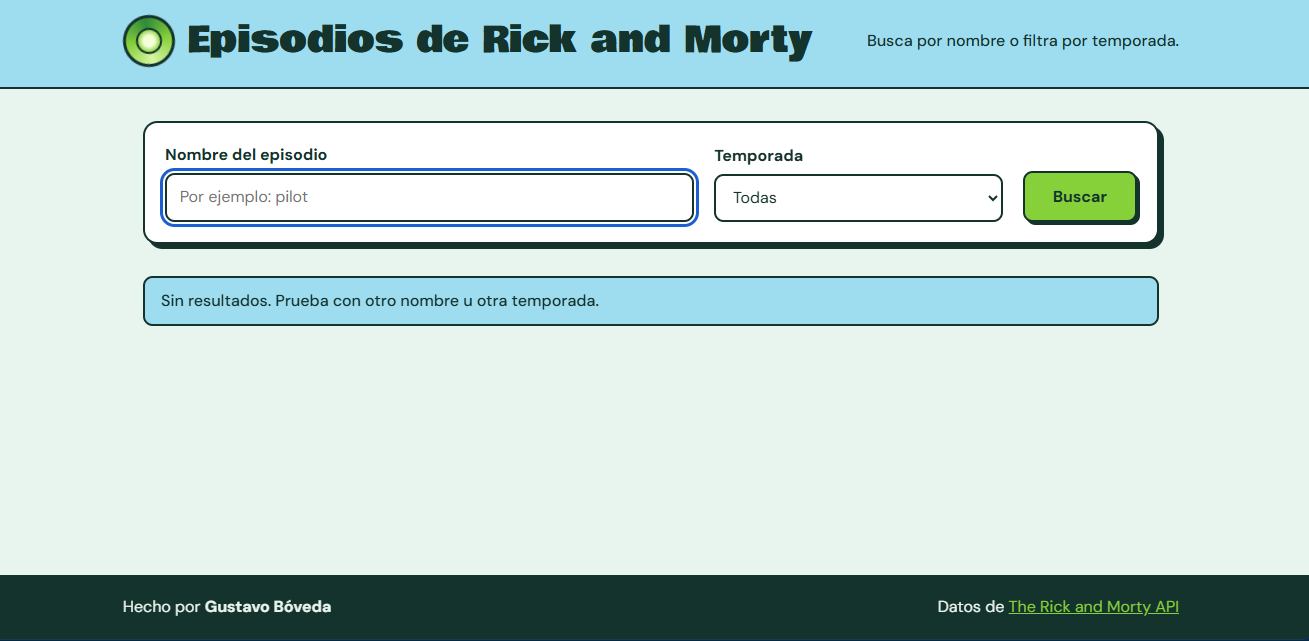 Episodios de Rick and Morty
Busca por nombre o filtra por temporada.
Nombre del episodio
Temporada
Por ejemplo: pilot
Todas
Buscar
Sin resultados. Prueba con otro nombre u otra temporada.
Hecho por Gustavo Bóveda
Datos de The Rick and Morty API